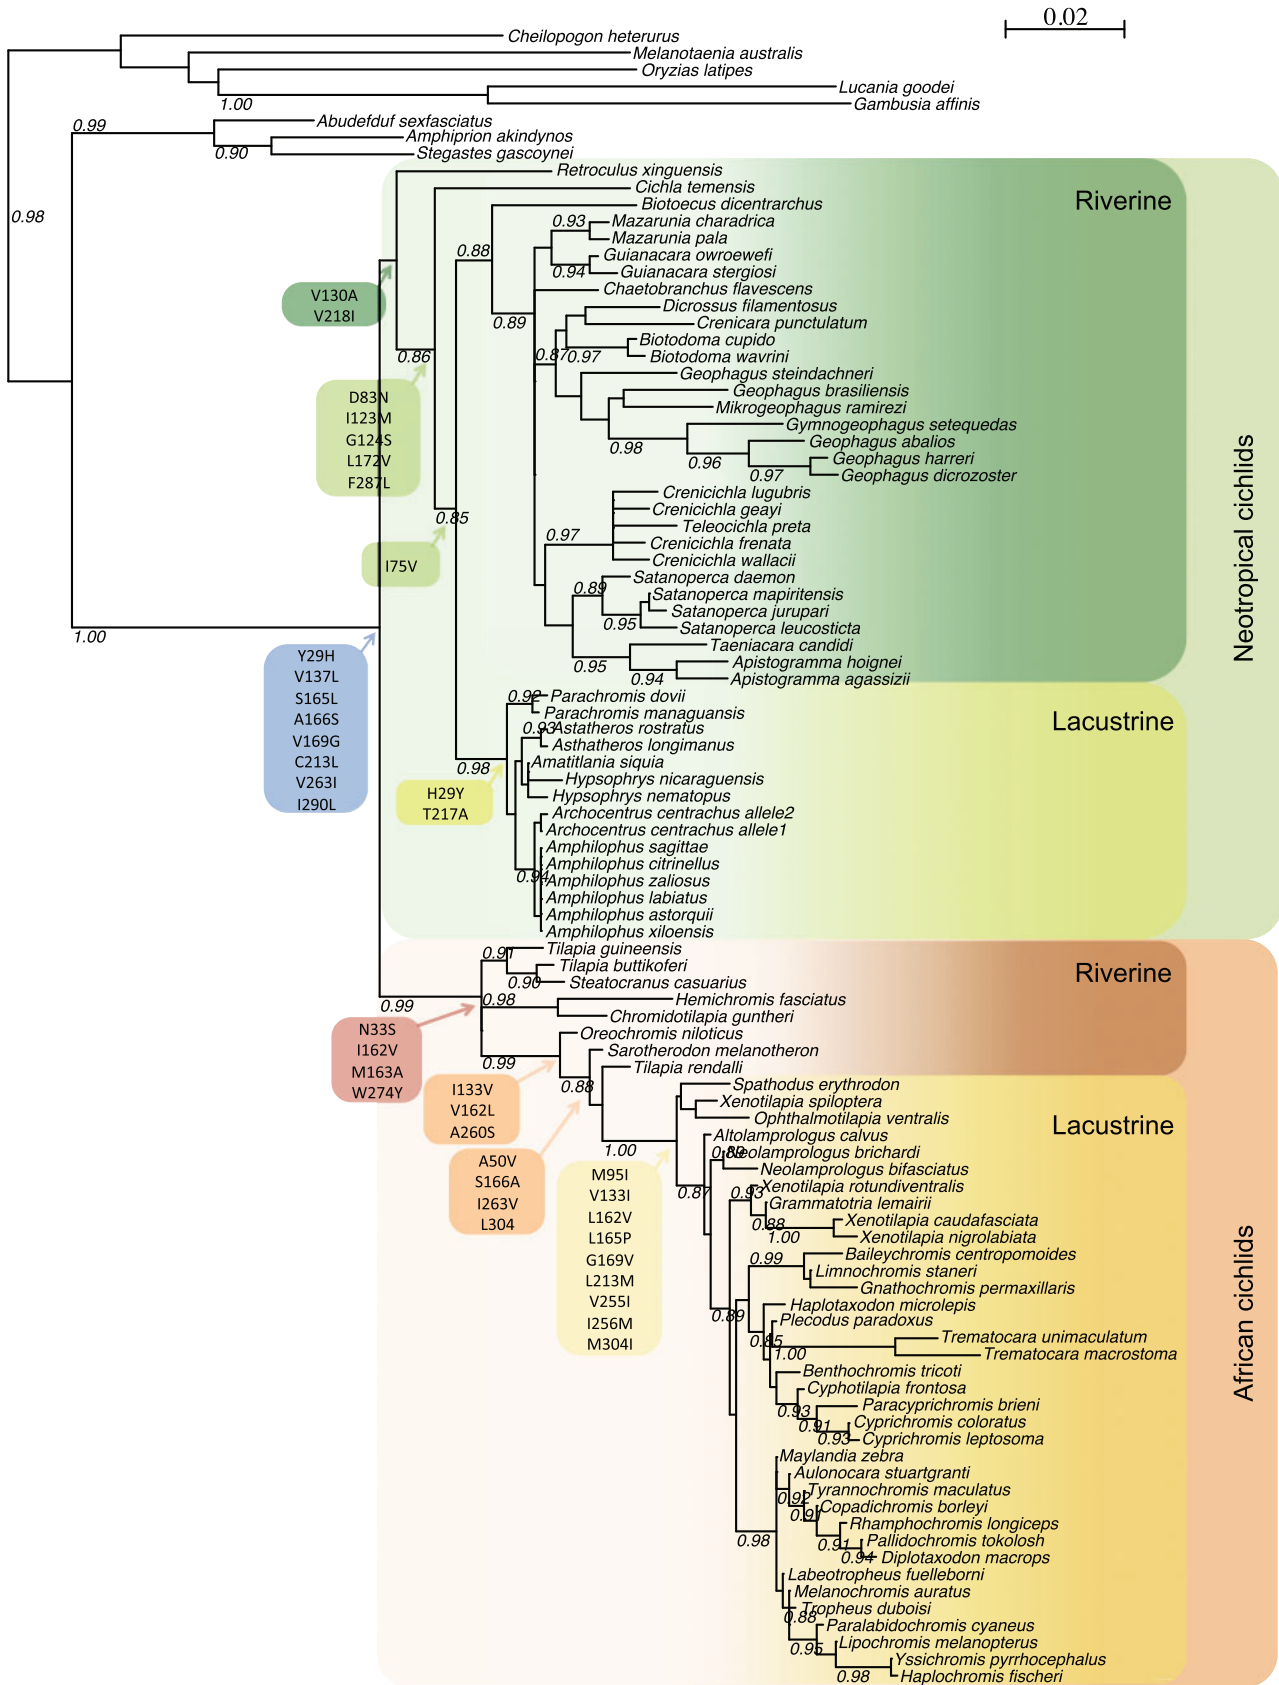 0.02
Cheilopogon heterurus
Melanotaenia australis
Oryzias latipes
Lucania goodei
1.00
Gambusia affinis
Abudefduf sexfasciatus
0.99
Amphiprion akindynos
0.90
Stegastes gascoynei
Retroculus xinguensis
Riverine
Cichla temensis
Biotoecus dicentrarchus
0.98
0.93
Mazarunia charadrica
Mazarunia pala
0.88
Guianacara owroewefi
0.94
Guianacara stergiosi
Chaetobranchus flavescens
V130A
V218I
Dicrossus filamentosus
0.89
Crenicara punctulatum
Biotodoma cupido
0.86
0.87
0.97
Biotodoma wavrini
Geophagus steindachneri
D83N
I123M
G124S
L172V
F287L
Geophagus brasiliensis
Mikrogeophagus ramirezi
Gymnogeophagus setequedas
0.98
Geophagus abalios
0.96
Geophagus harreri
0.97
Geophagus dicrozoster
Neotropical cichlids
Crenicichla lugubris
0.85
Crenicichla geayi
Teleocichla preta
0.97
Crenicichla frenata
Crenicichla wallacii
I75V
Satanoperca daemon
0.89
Satanoperca mapiritensis
Satanoperca jurupari
0.95
Satanoperca leucosticta
1.00
Taeniacara candidi
0.95
Apistogramma hoignei
0.94
Apistogramma agassizii
Y29H
V137L
S165L
A166S
V169G
C213L
V263I
I290L
0.92
Parachromis dovii
Parachromis managuansis
Lacustrine
0.93
Astatheros rostratus
Asthatheros longimanus
0.98
Amatitlania siquia
Hypsophrys nicaraguensis
Hypsophrys nematopus
H29Y
T217A
Archocentrus centrachus allele2
Archocentrus centrachus allele1
Amphilophus sagittae
Amphilophus citrinellus
0.94
Amphilophus zaliosus
Amphilophus labiatus
Amphilophus astorquii
Amphilophus xiloensis
0.91
Tilapia guineensis
Tilapia buttikoferi
Riverine
0.90
Steatocranus casuarius
0.99
0.98
Hemichromis fasciatus
Chromidotilapia guntheri
N33S
I162V
M163A
W274Y
Oreochromis niloticus
Sarotherodon melanotheron
0.99
Tilapia rendalli
0.88
I133V
V162L
A260S
Spathodus erythrodon
Xenotilapia spiloptera
Ophthalmotilapia ventralis
Lacustrine
Altolamprologus calvus
1.00
0.89
Neolamprologus brichardi
Neolamprologus bifasciatus
A50V
S166A
I263V
L304
M95I
V133I
L162V
L165P
G169V
L213M
V255I
I256M
M304I
0.87
0.93
Xenotilapia rotundiventralis
Grammatotria lemairii
0.88
Xenotilapia caudafasciata
1.00
Xenotilapia nigrolabiata
Baileychromis centropomoides
0.99
Limnochromis staneri
Gnathochromis permaxillaris
African cichlids
Haplotaxodon microlepis
0.89
Plecodus paradoxus
0.85
Trematocara unimaculatum
1.00
Trematocara macrostoma
Benthochromis tricoti
Cyphotilapia frontosa
0.93
Paracyprichromis brieni
0.91
Cyprichromis coloratus
0.93
Cyprichromis leptosoma
Maylandia zebra
Aulonocara stuartgranti
0.92
Tyrannochromis maculatus
0.91
Copadichromis borleyi
Rhamphochromis longiceps
0.98
0.91
Pallidochromis tokolosh
0.94
Diplotaxodon macrops
Labeotropheus fuelleborni
Melanochromis auratus
Tropheus duboisi
0.88
Paralabidochromis cyaneus
0.95
Lipochromis melanopterus
Yssichromis pyrrhocephalus
0.98
Haplochromis fischeri